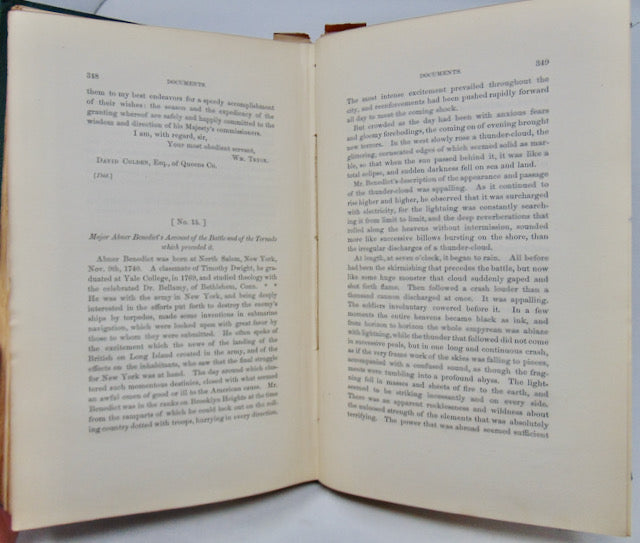 348
DOCUMENTS
them to my best endeavors for a speedy accomplishment
of their wishes: the season and the expediency of the
granting whereof are safely and happily committed to the
wisdom and direction of his Majesty's commissioners.
I am, with regard, sir,
Your most obedient servant,
Wm. Tryon.
David Colden, Esq., of Queens Co.
[Ibid.]
[ No. 15. ]
Major Abner Benedict's Account of the Battle and of the Tornado
which preceded it.
Abner Benedict was born at North Salem, New York,
Nov. 9th, 1740. A classmate of Timothy Dwight, he gra-
duated at Yale College, in 1769, and studied theology with
the celebrated Dr. Bellamy, of Bethlehem, Conn. * *
He was with the army in New York, and being deeply
interested in the efforts put forth to destroy the enemy's
ships by torpedoes, made some inventions in submarine
navigation, which were looked upon with great favor by
those to whom they were submitted. He often spoke of
the excitement which the news of the landing of the
British on Long Island created in the army, and of the
effects on the inhabitants, who saw that the final struggle
for New York was at hand. The day around which clus-
tered such momentous destinies, closed with what seemed
an awful omen of good or ill to the American cause. Mr.
Benedict was in the ranks on Brooklyn Heights at the time
from the ramparts of which he could look out on the roll-
ing country dotted with troops, hurrying in every direction.
DOCUMENTS
349
The most intense excitement prevailed throughout the
city, and reenforcements had been pushed rapidly forward
all day to meet the coming shock.
But crowded as the day had been with anxious fears
and gloomy forebodings, the coming on of evening brought
new terrors. In the west slowly rose a thunder-cloud, the
glittering, coruscated edges of which seemed solid as mar-
ble, so that when the sun passed behind it, it was like a
total eclipse, and sudden darkness fell on sea and land.
Mr. Benedict's description of the appearance and passage
of the thunder-cloud was appalling. As it continued to
rise higher and higher, he observed that it was surcharged
with electricity, for the lightning was constantly search-
ing it from limit to limit, and the deep reverberations that
rolled along the heavens without intermission, sounded
more like successive billows bursting on the shore, than
the irregular discharges of a thunder-cloud.
At length, at seven o'clock, it began to rain. All before
had been the skirmishing that precedes the battle, but now
like some huge monster that cloud suddenly gaped and
shot forth flame. Then followed a crash louder than a
thousand cannon discharged at once. It was appalling.
The soldiers involuntary cowered before it. In a few
moments the entire heavens became black as ink, and
from horizon to horizon the whole empyrean was ablaze
with lightning, while the thunder that followed did not come
in successive peals, but in one long and continuous crash,
as if the very frame work of the skies was falling to pieces,
accompanied with a confused sound, as though the frag-
ments were tumbling into a profound abyss. The light-
ning fell in masses and sheets of fire to the earth, and
seemed to be striking incessantly and on every side.
There was an apparent recklessness and wildness about
the unloosed strength of the elements that was absolutely
terrifying. The power that was abroad seemed sufficient